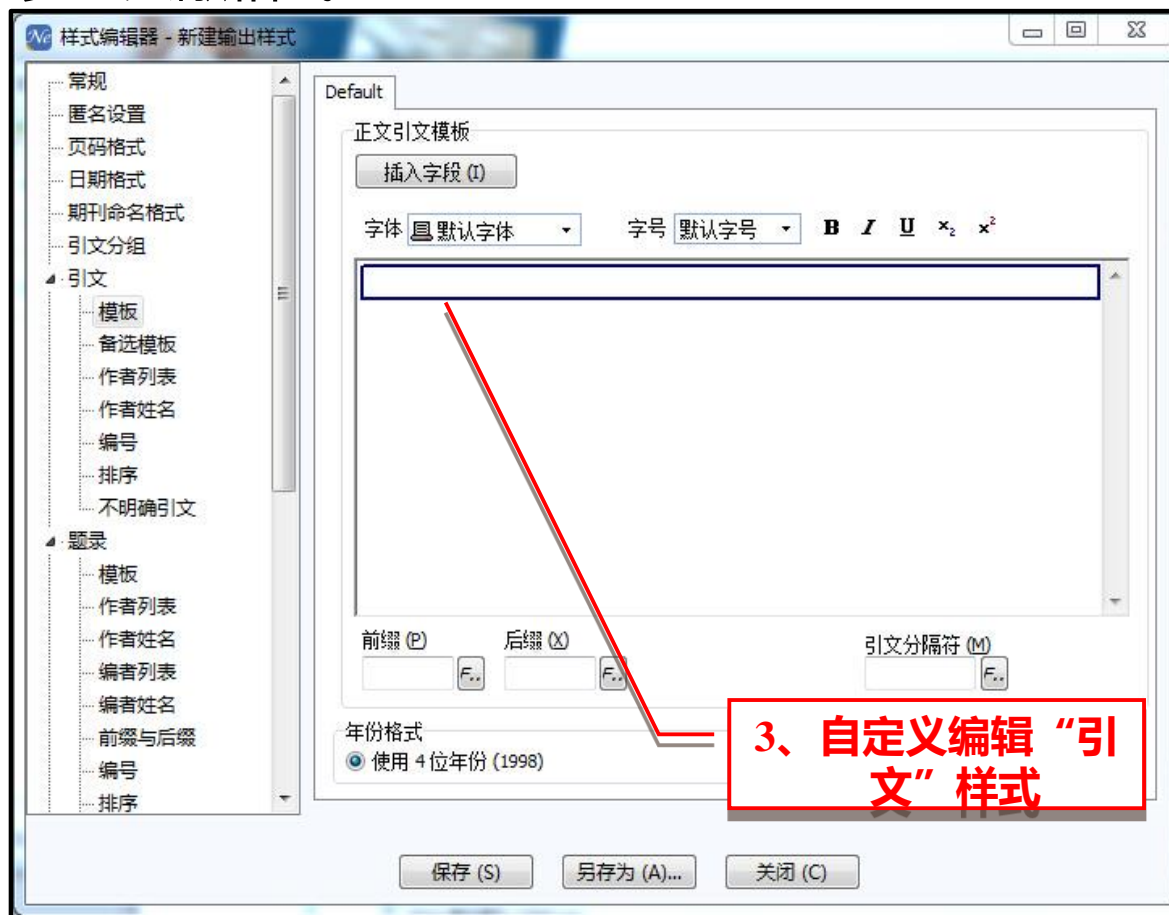 样式编辑器 - 新建输出样式
常规
匿名设置
页码格式
日期格式
期刊命名格式
引文分组
引文
模板
备选模板
作者列表
作者姓名
编号
排序
不明确引文
题录
模板
作者列表
作者姓名
编者列表
编者姓名
前缀与后缀
编号
排序
Default
正文引文模板
插入字段 (I)
字体 默认字体 字号 默认字号 B I U x₂ x²
前缀 (P) 后缀 (X) 引文分隔符 (M)
F.. F.. F..
年份格式
使用 4 位年份 (1998)
3、自定义编辑“引
文”样式
保存 (S) 另存为 (A)... 关闭 (C)